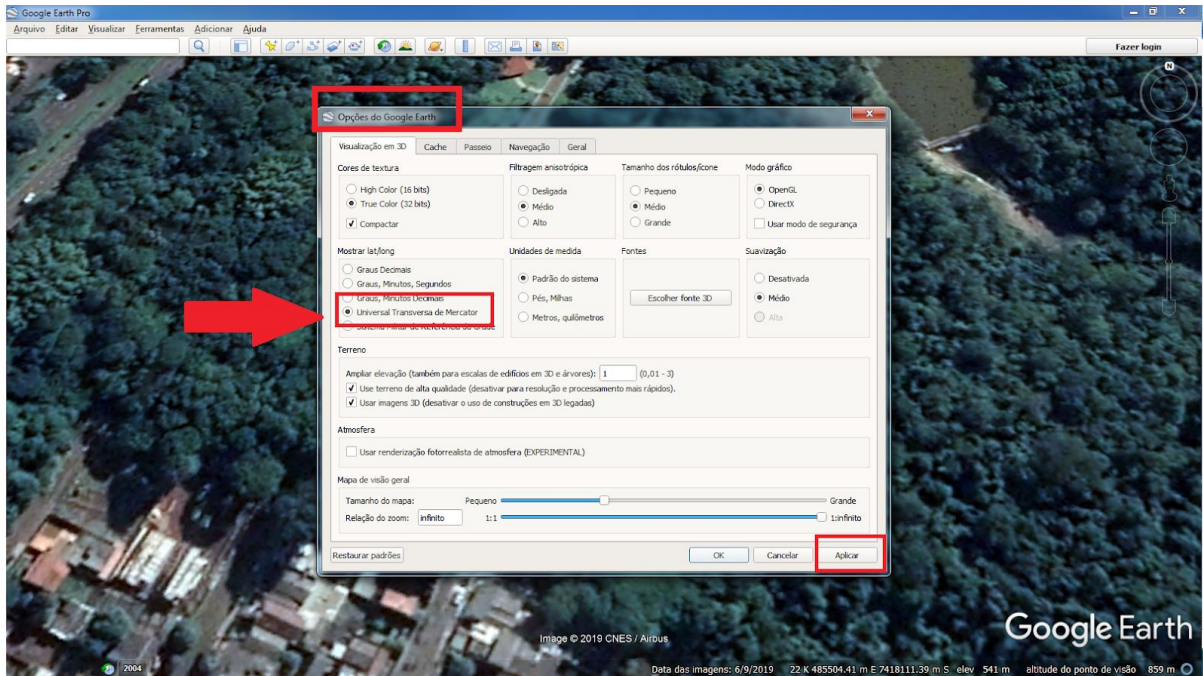 Google Earth Pro
Arquivo Editar Visualizar Ferramentas Adicionar Ajuda
Fazer login
N
Opções do Google Earth
Visualização em 3D Cache Passeio Navegação Geral
Cores de textura Filtragem anisotrópica Tamanho dos rótulos/ícone Modo gráfico
High Color (16 bits) Desligada Pequeno OpenGL
True Color (32 bits) Médio Médio DirectX
Compactar Alto Grande Usar modo de segurança
Mostrar lat/long Unidades de medida Fontes Suavização
Graus Decimais
Graus, Minutos, Segundos Padrão do sistema Desativada
Graus, Minutos Decimais Pés, Milhas Escolher fonte 3D Médio
Universal Transversa de Mercator Metros, quilômetros Alta
Sistema Militar de Referência da Grade
Terreno
Ampliar elevação (também para escalas de edifícios em 3D e árvores): 1 (0,01 - 3)
Use terreno de alta qualidade (desativar para resolução e processamento mais rápidos).
Usar imagens 3D (desativar o uso de construções em 3D legadas)
Atmosfera
Usar renderização fotorrealista de atmosfera (EXPERIMENTAL)
Mapa de visão geral
Tamanho do mapa: Pequeno Grande
Relação do zoom: infinito 1:1 1:infinito
Restaurar padrões OK Cancelar Aplicar
Google Earth
Image © 2019 CNES / Airbus
2004 Data das imagens: 6/9/2019 22 K 485504.41 m E 7418111.39 m S elev 541 m altitude do ponto de visão 859 m